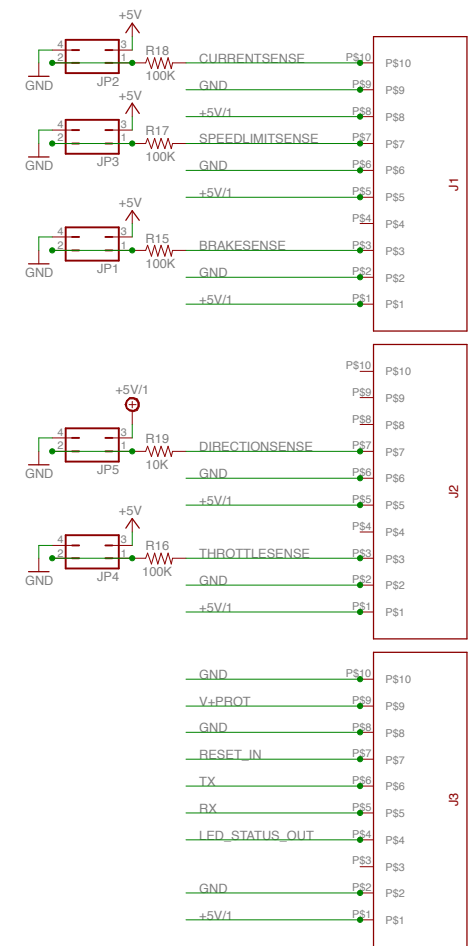 +5V
4 3 R18 CURRENTSENSE P$10 P$10
2 1
GND JP2 100K GND P$9 P$9
+5V +5V/1 P$8 P$8
4 3 R17 SPEEDLIMITSENSE P$7 P$7
2 1
GND JP3 100K GND P$6 P$6
+5V/1 P$5 P$5
J1
+5V P$4 P$4
4 3 R15 BRAKESENSE P$3 P$3
2 1
GND JP1 100K GND P$2 P$2
+5V/1 P$1 P$1
P$10 P$10
+5V/1 P$9 P$9
P$8 P$8
4 3 R19 DIRECTIONSENSE P$7 P$7
2 1
GND JP5 10K GND P$6 P$6
J2
+5V/1 P$5 P$5
+5V P$4 P$4
4 3 R16 THROTTLESENSE P$3 P$3
2 1
GND JP4 100K GND P$2 P$2
+5V/1 P$1 P$1
GND P$10 P$10
V+PROT P$9 P$9
GND P$8 P$8
RESET_IN P$7 P$7
TX P$6 P$6
J3
RX P$5 P$5
LED_STATUS_OUT P$4 P$4
P$3 P$3
GND P$2 P$2
+5V/1 P$1 P$1